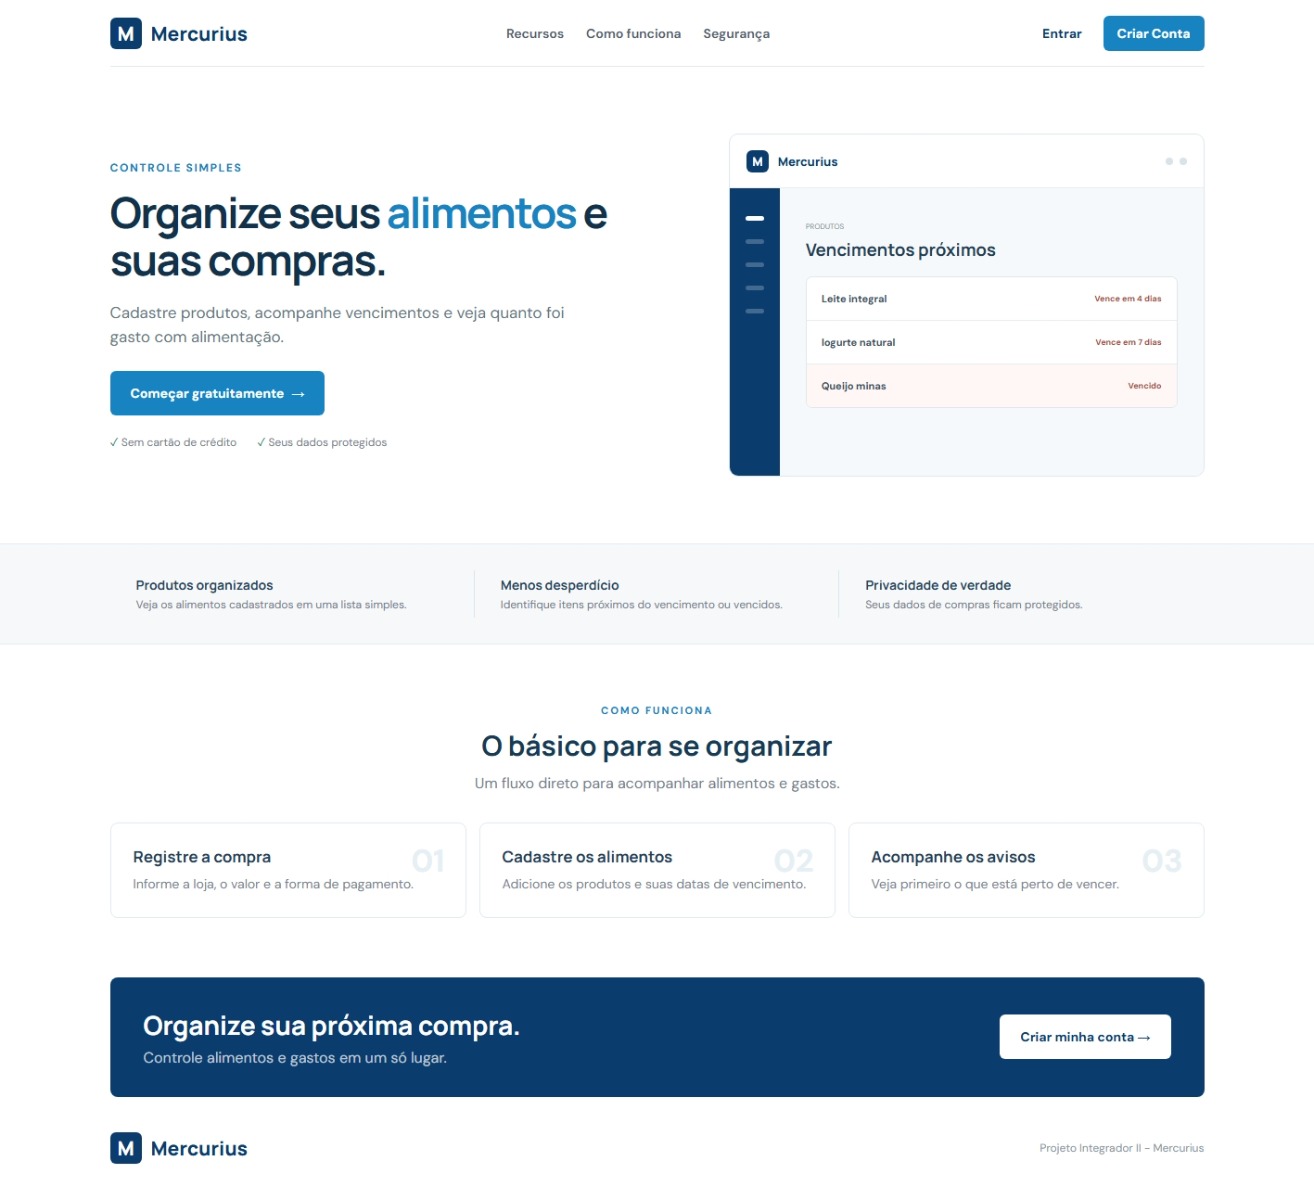 M Mercurius
Recursos Como funciona Segurança
Entrar Criar Conta
CONTROLE SIMPLES
Organize seus alimentos e
suas compras.
Cadastre produtos, acompanhe vencimentos e veja quanto foi
gasto com alimentação.
Começar gratuitamente →
✓ Sem cartão de crédito ✓ Seus dados protegidos
M Mercurius
PRODUTOS
Vencimentos próximos
Leite integral Vence em 4 dias
Iogurte natural Vence em 7 dias
Queijo minas Vencido
Produtos organizados
Veja os alimentos cadastrados em uma lista simples.
Menos desperdício
Identifique itens próximos do vencimento ou vencidos.
Privacidade de verdade
Seus dados de compras ficam protegidos.
COMO FUNCIONA
O básico para se organizar
Um fluxo direto para acompanhar alimentos e gastos.
Registre a compra 01
Informe a loja, o valor e a forma de pagamento.
Cadastre os alimentos 02
Adicione os produtos e suas datas de vencimento.
Acompanhe os avisos 03
Veja primeiro o que está perto de vencer.
Organize sua próxima compra.
Controle alimentos e gastos em um só lugar.
Criar minha conta →
M Mercurius
Projeto Integrador II – Mercurius